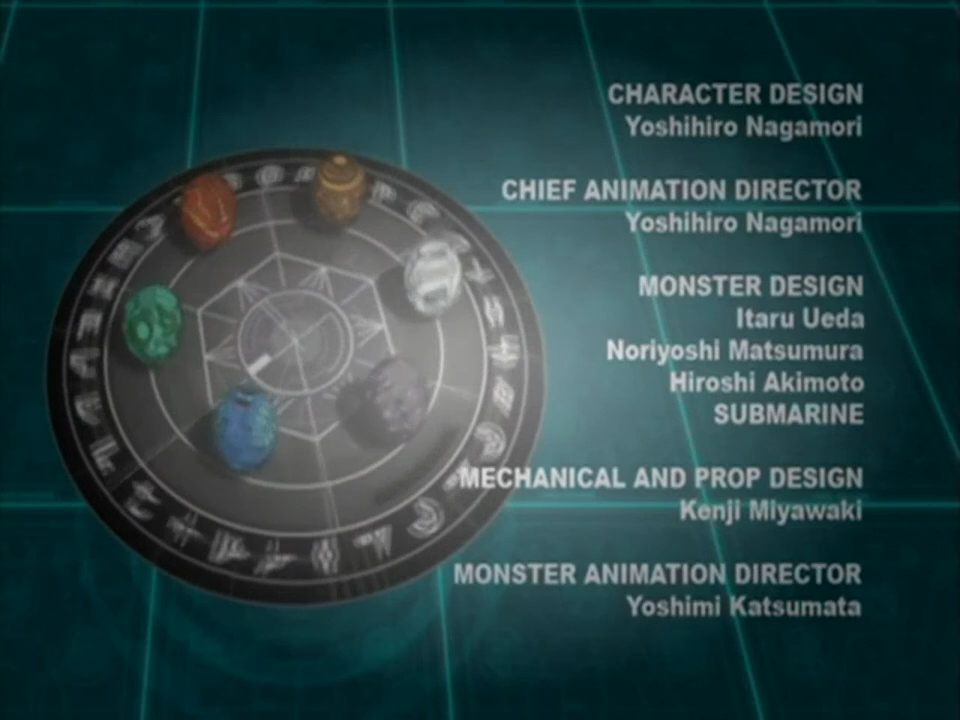 CHARACTER DESIGN
Yoshihiro Nagamori
CHIEF ANIMATION DIRECTOR
Yoshihiro Nagamori
MONSTER DESIGN
Itaru Ueda
Noriyoshi Matsumura
Hiroshi Akimoto
SUBMARINE
MECHANICAL AND PROP DESIGN
Kenji Miyawaki
MONSTER ANIMATION DIRECTOR
Yoshimi Katsumata